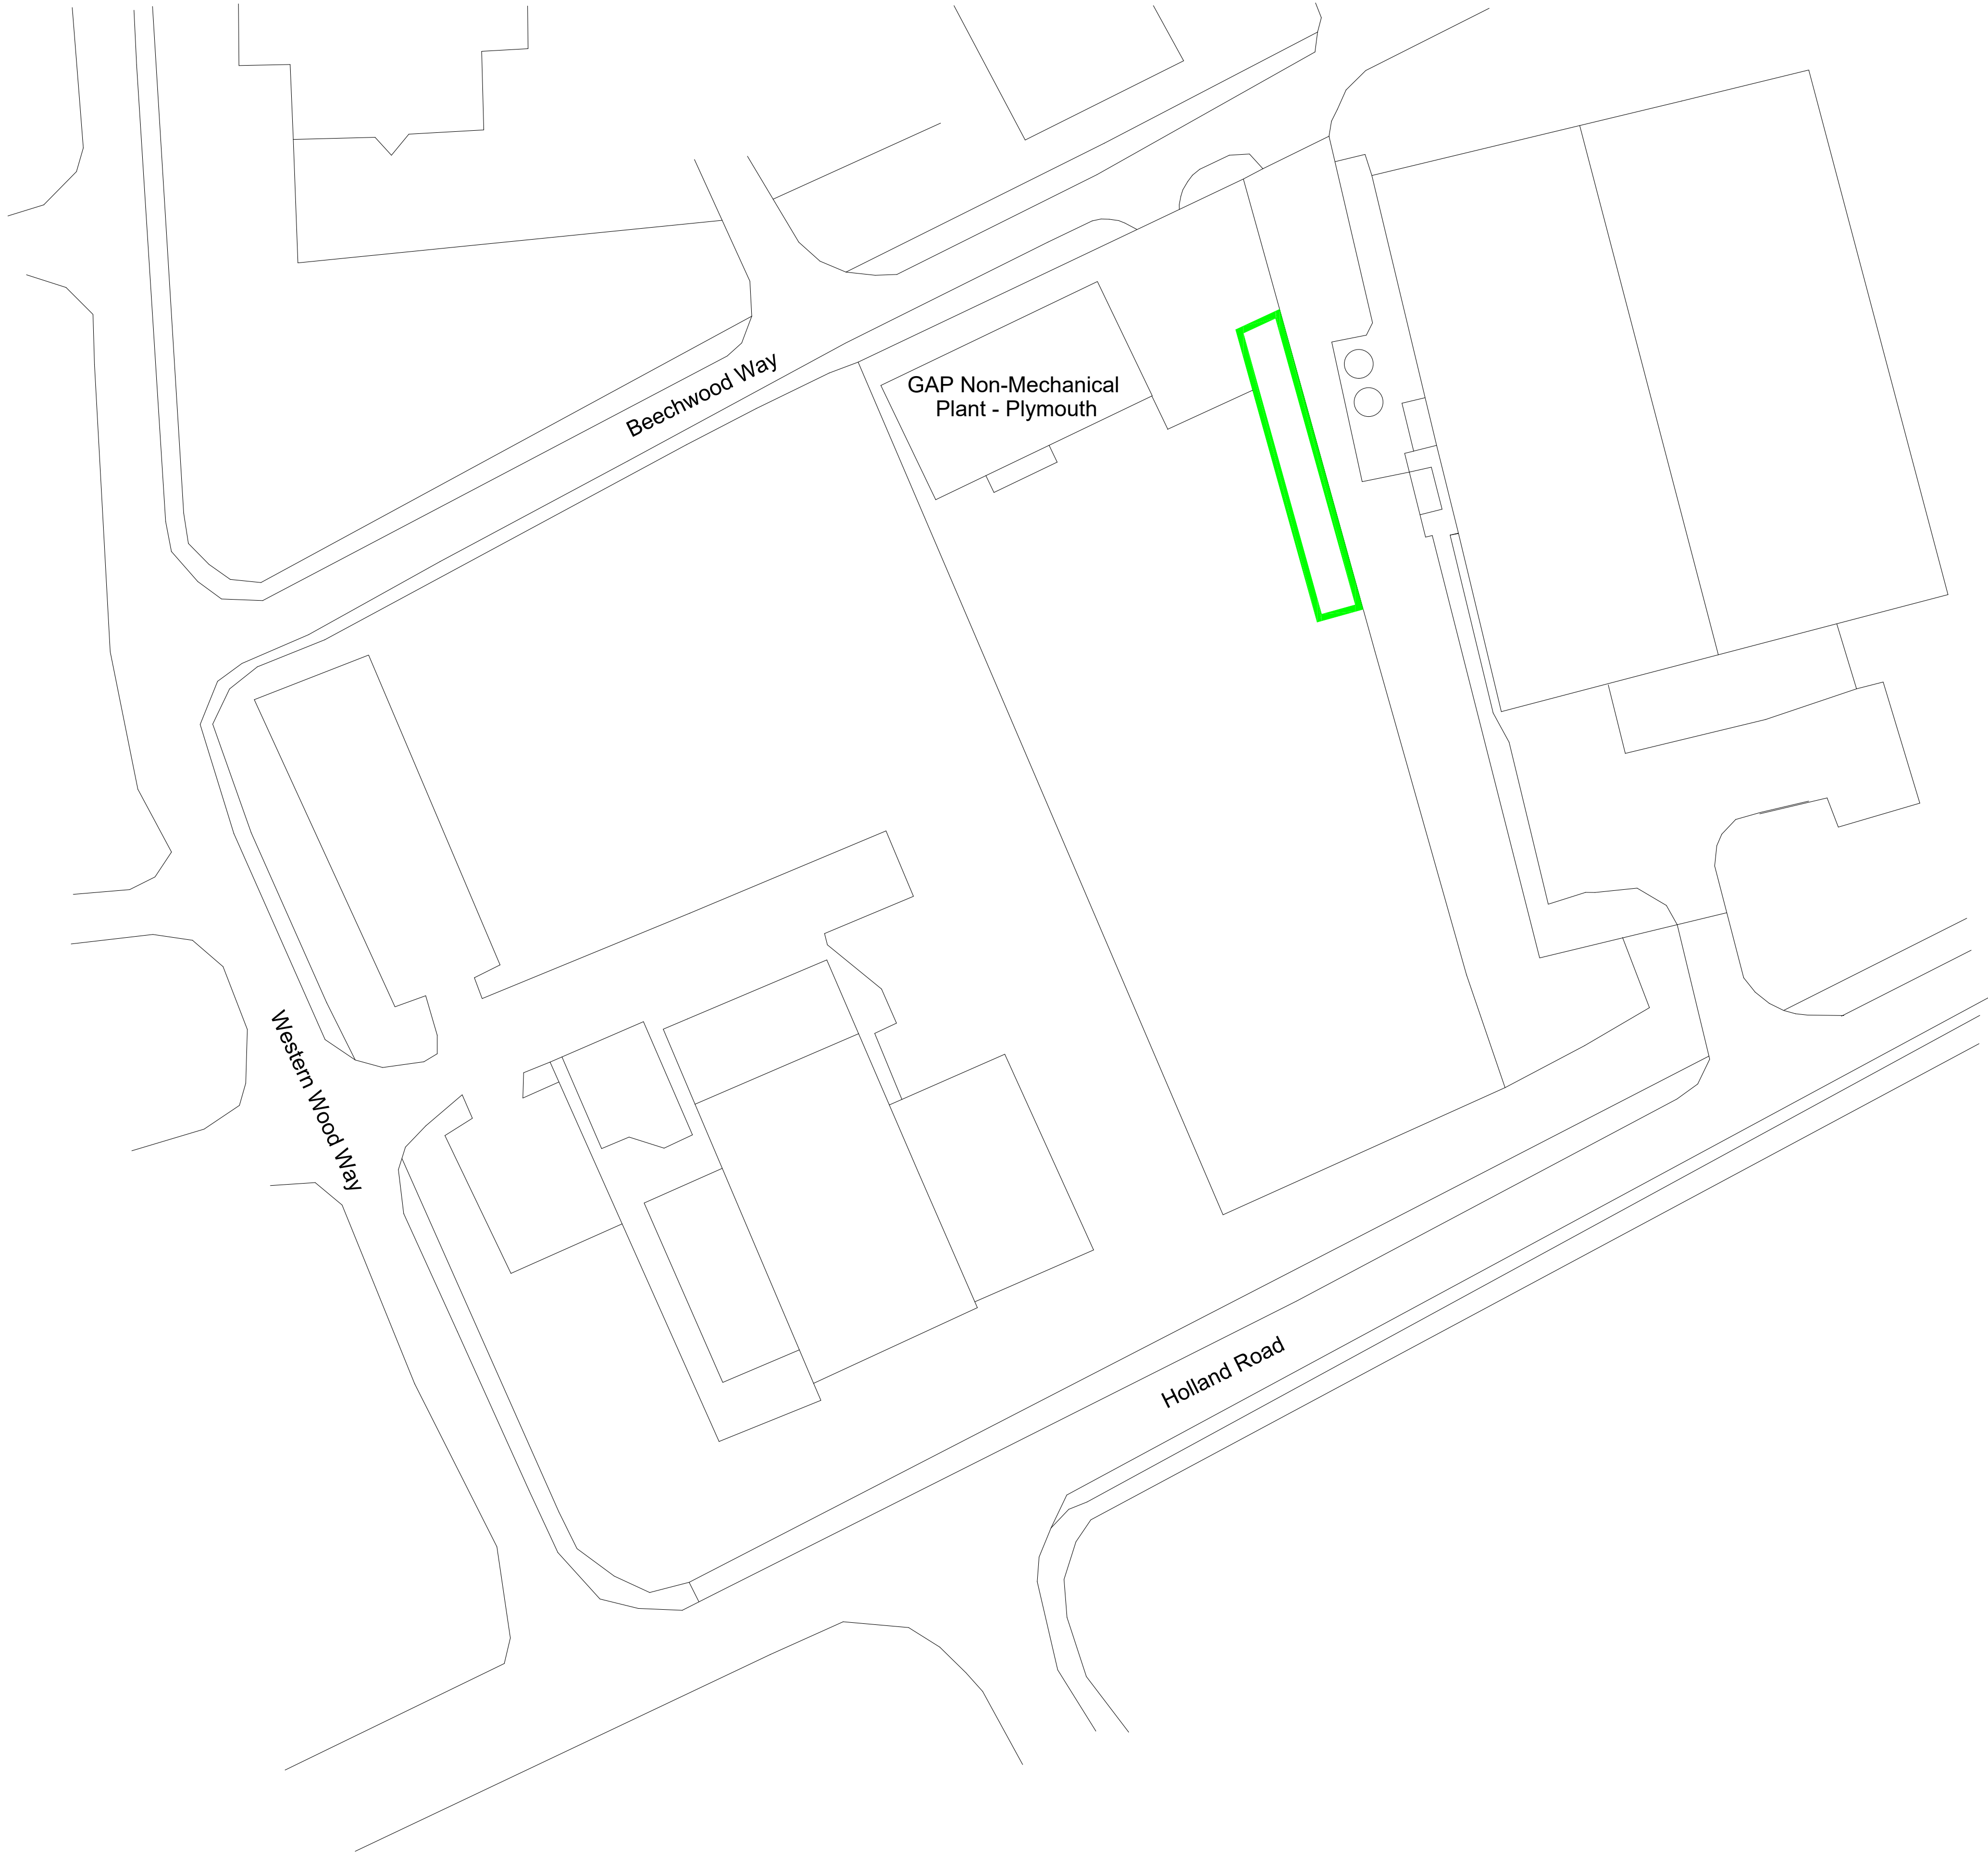 Beechwood Way
GAP Non-Mechanical
Plant - Plymouth
Western Wood Way
Holland Road